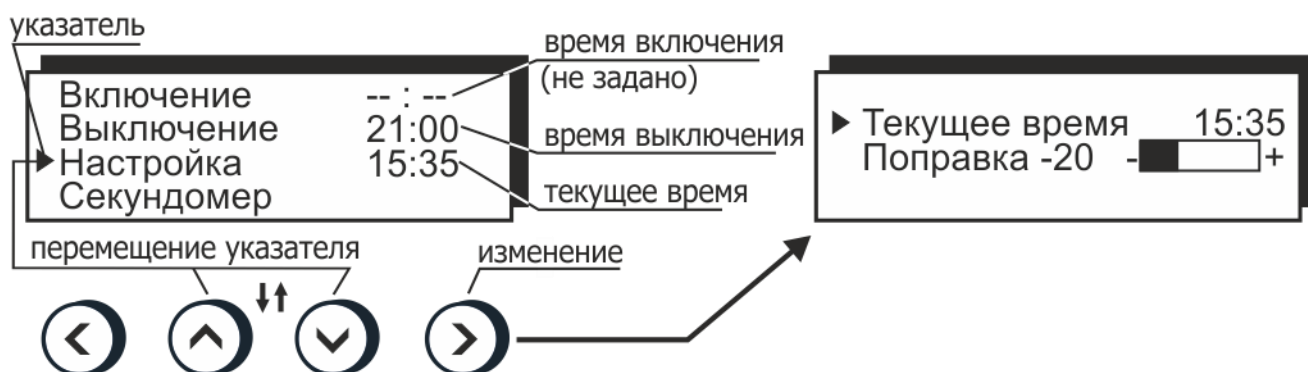 указатель
время включения
(не задано)
Включение -- : --
Выключение 21:00
время выключения
Настройка 15:35
Секундомер
текущее время
Текущее время 15:35
Поправка -20 - +
перемещение указателя
изменение